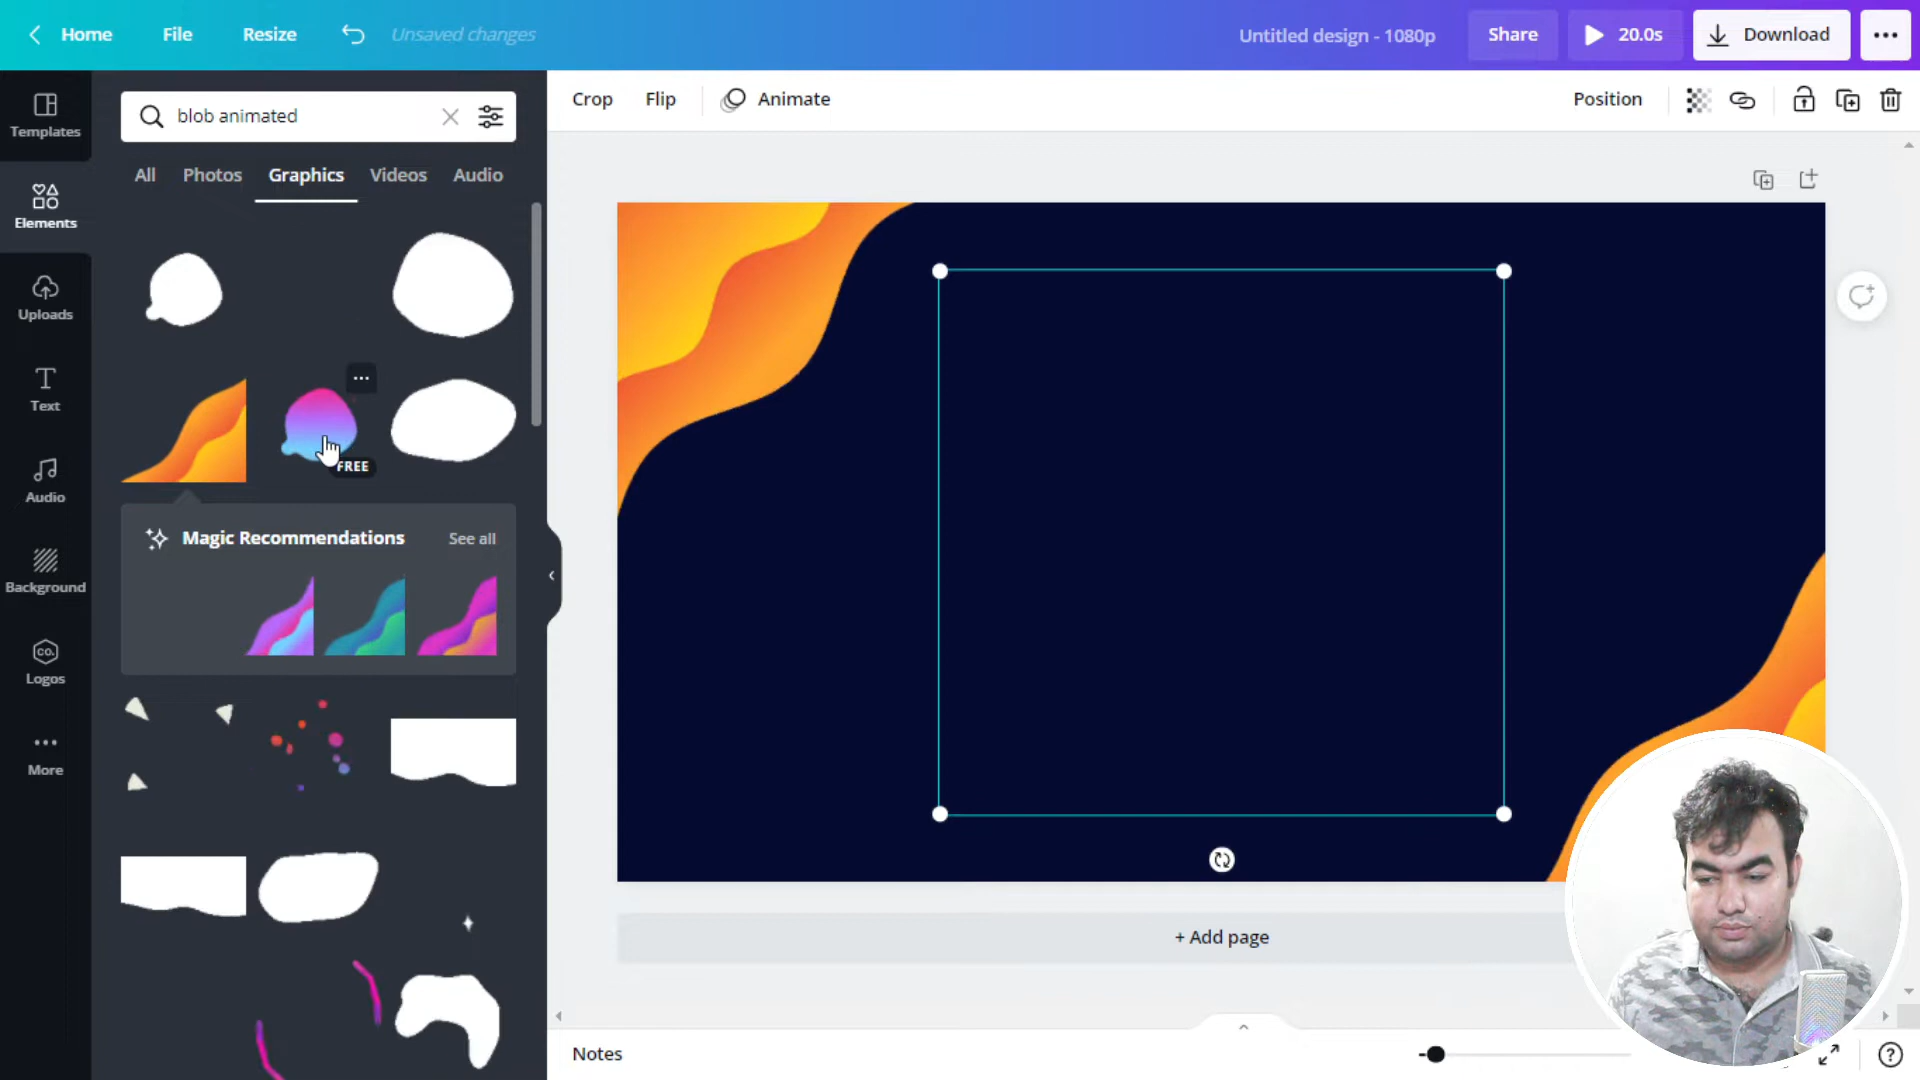 Home File Resize Unsaved changes Untitled design - 1080p Share 20.0s Download
blob animated
Crop Flip Animate Position
Templates
All Photos Graphics Videos Audio
Elements
Uploads
Text
FREE
Audio
Magic Recommendations See all
Background
CO.
Logos
More
+ Add page
Notes